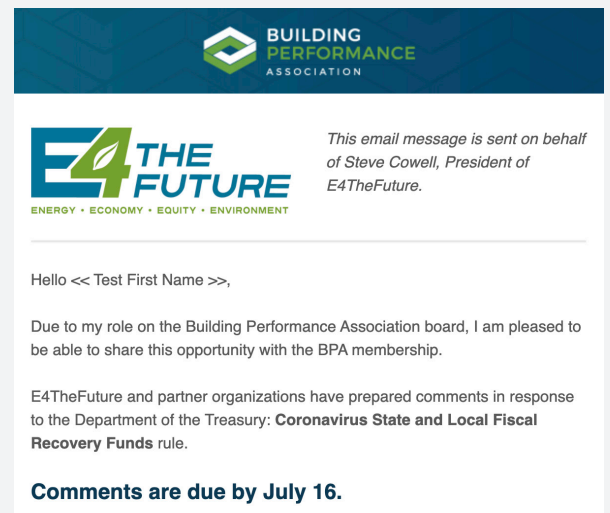 BUILDING
PERFORMANCE
ASSOCIATION
E4 THE
FUTURE
ENERGY • ECONOMY • EQUITY • ENVIRONMENT
This email message is sent on behalf
of Steve Cowell, President of
E4TheFuture.
Hello << Test First Name >>,
Due to my role on the Building Performance Association board, I am pleased to
be able to share this opportunity with the BPA membership.
E4TheFuture and partner organizations have prepared comments in response
to the Department of the Treasury: Coronavirus State and Local Fiscal
Recovery Funds rule.
Comments are due by July 16.